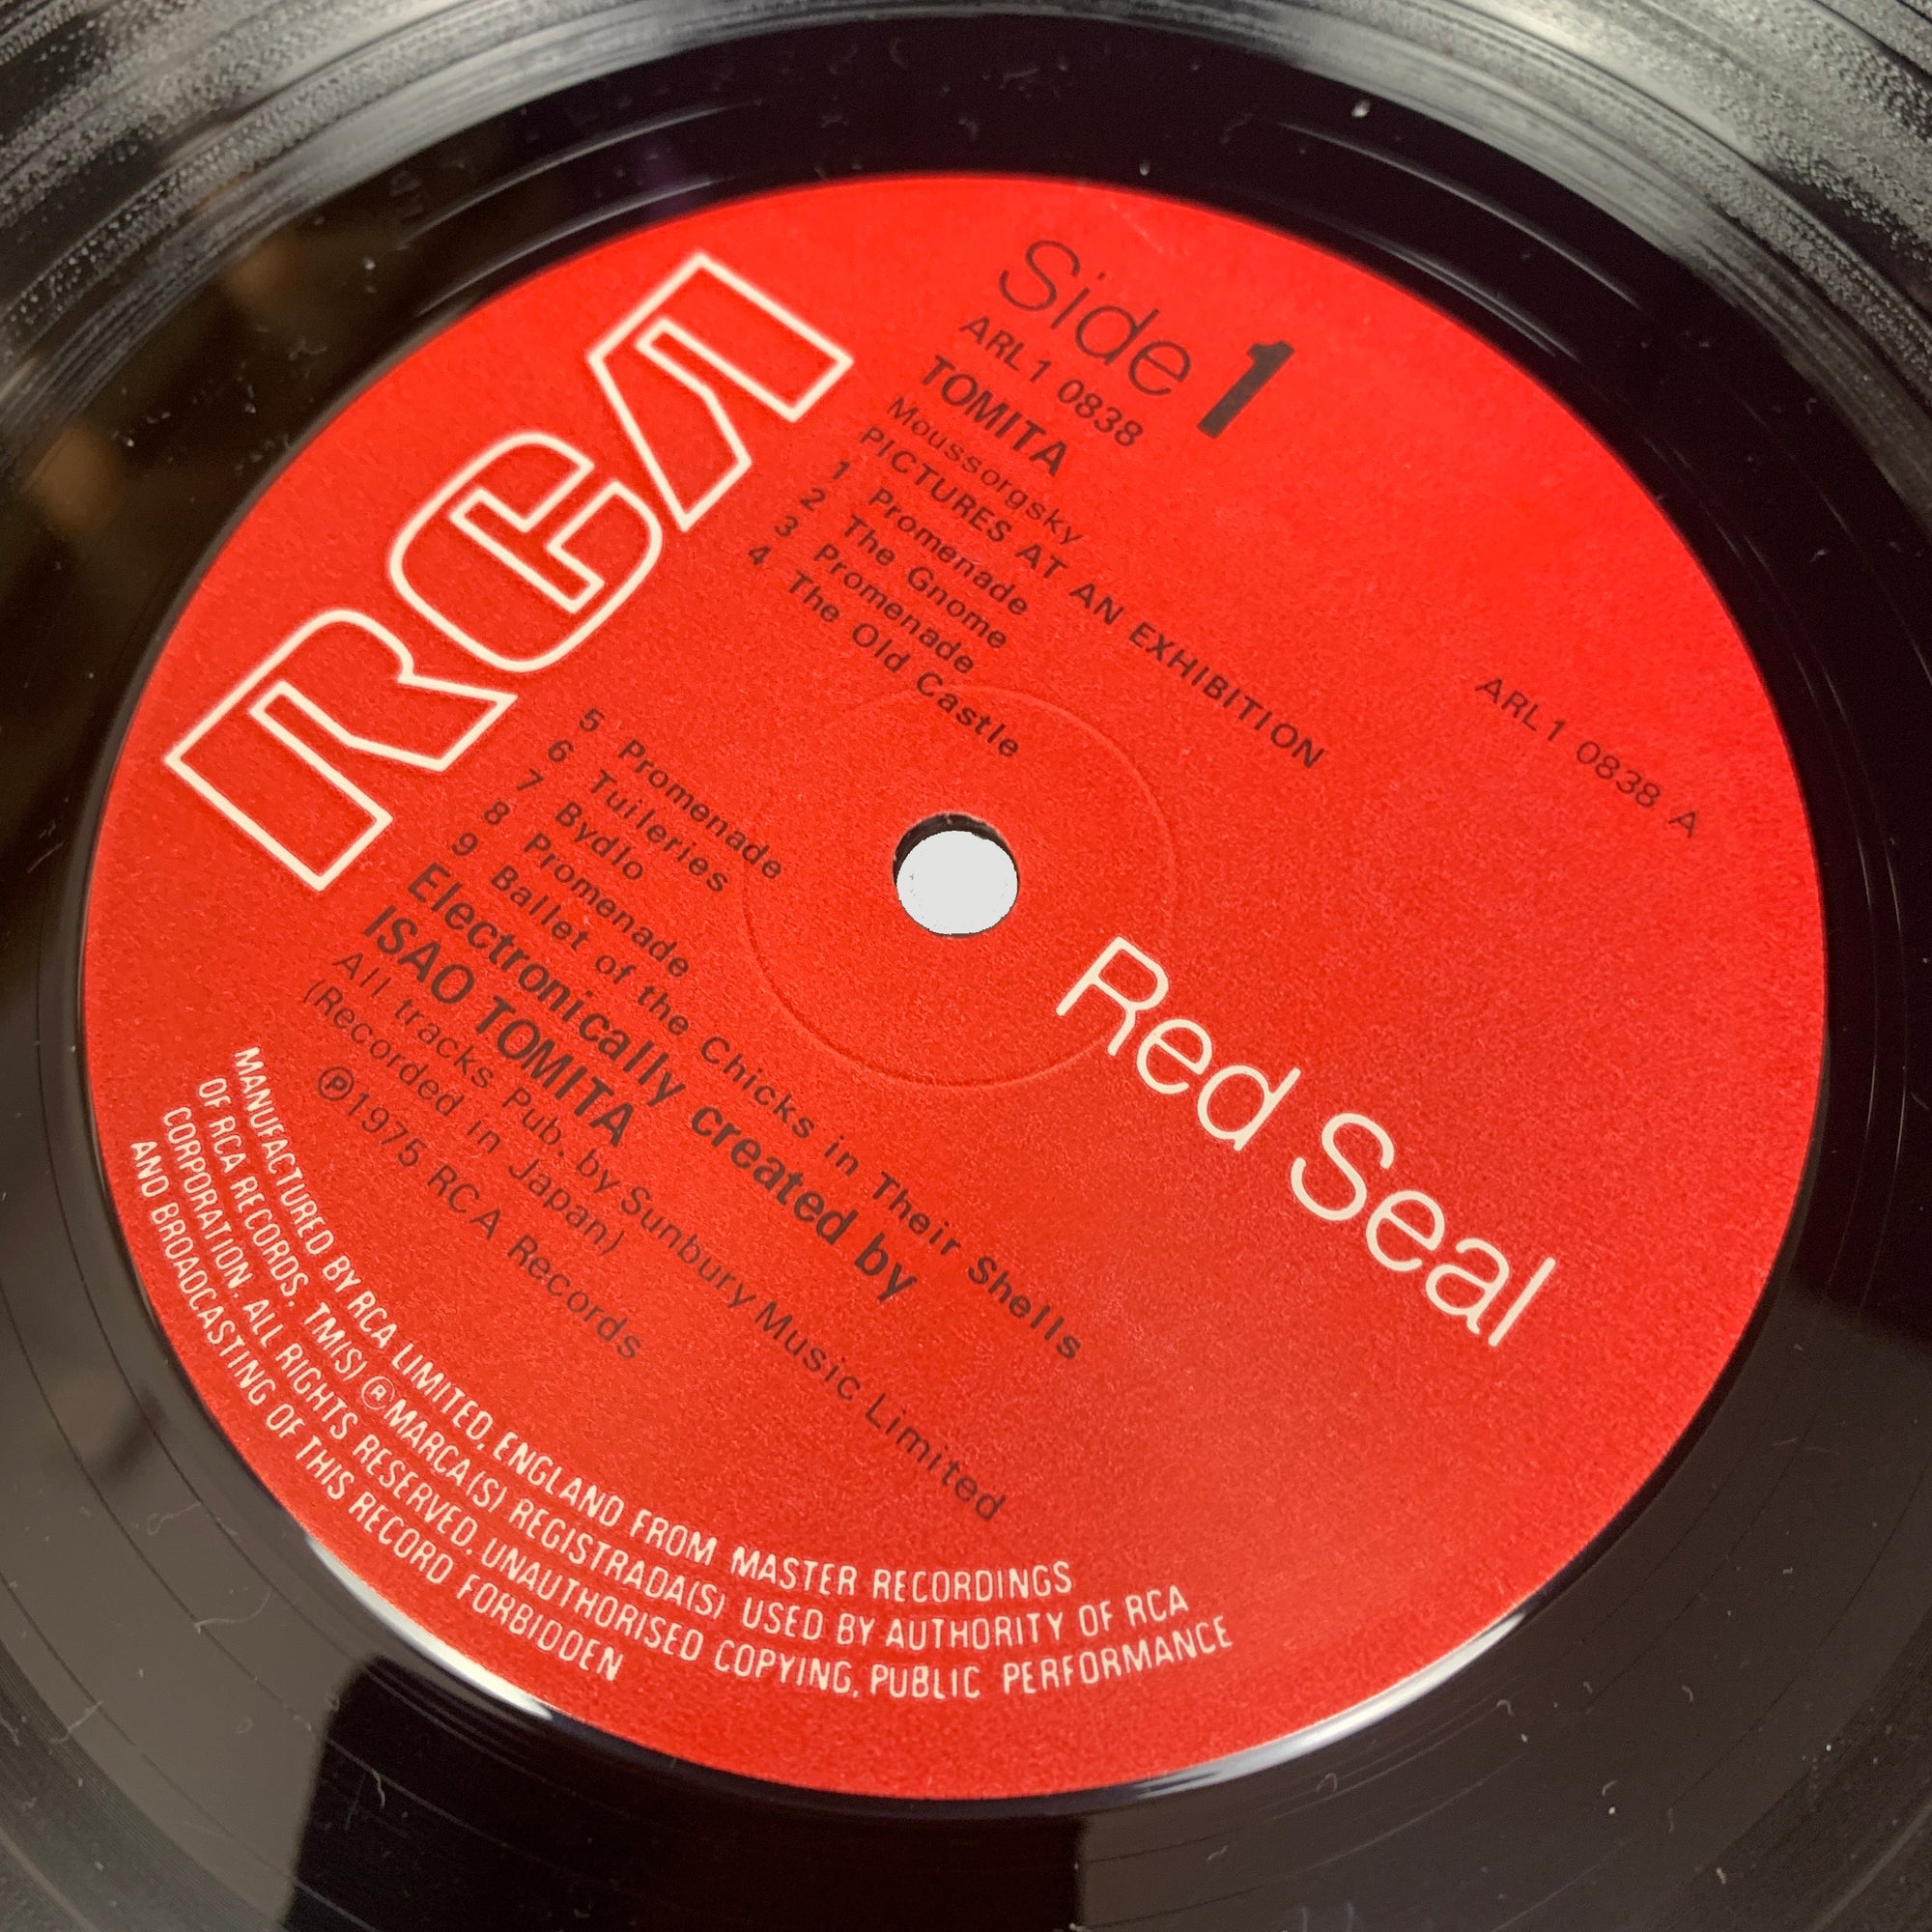 RCA
Side 1
ARL1 0838
TOMITA
Moussorgsky
PICTURES AT AN EXHIBITION
1 Promenade
2 The Gnome
3 Promenade
4 The Old Castle
ARL1 0838 A
5 Promenade
6 Tuileries
7 Bydlo
8 Promenade
9 Ballet of the Chicks in Their Shells
Electronically created by
ISAO TOMITA
All tracks Pub. by Sunbury Music Limited
(Recorded in Japan)
℗1975 RCA Records
Red Seal
MANUFACTURED BY RCA LIMITED, ENGLAND FROM MASTER RECORDINGS
OF RCA RECORDS. TM(S) ®MARCA(S) REGISTRADA(S) USED BY AUTHORITY OF RCA
CORPORATION. ALL RIGHTS RESERVED. UNAUTHORISED COPYING, PUBLIC PERFORMANCE
AND BROADCASTING OF THIS RECORD FORBIDDEN